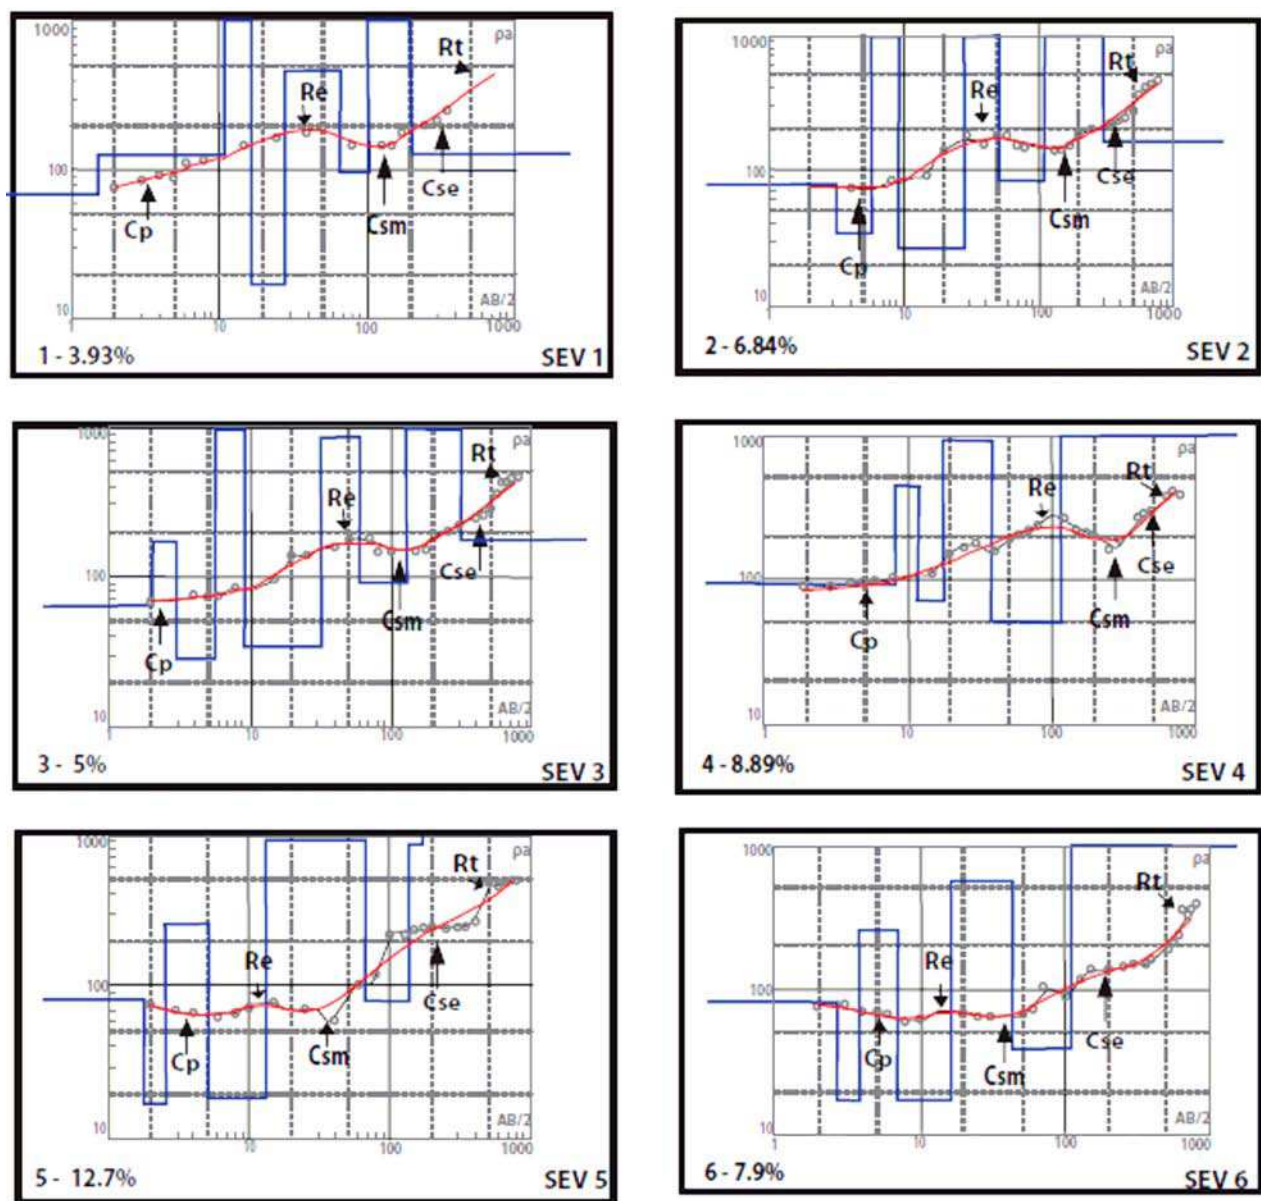 1000
ρa
Rt
Re
100
Cse
Cp
Csm
10
AB/2
1
10
100
1000
1 - 3.93%
SEV 1
1000
ρa
Rt
Re
100
Cse
Csm
Cp
10
AB/2
1
10
100
1000
2 - 6.84%
SEV 2
1000
ρa
Rt
Re
100
Cse
Csm
Cp
10
AB/2
1
10
100
1000
3 - 5%
SEV 3
1000
ρa
Rt
Re
100
Cse
Csm
Cp
10
AB/2
1
10
100
1000
4 - 8.89%
SEV 4
1000
ρa
Rt
Re
100
Cse
Cp
Csm
10
AB/2
1
10
100
1000
5 - 12.7%
SEV 5
1000
ρa
Rt
Re
100
Cse
Cp
Csm
10
AB/2
1
10
100
1000
6 - 7.9%
SEV 6